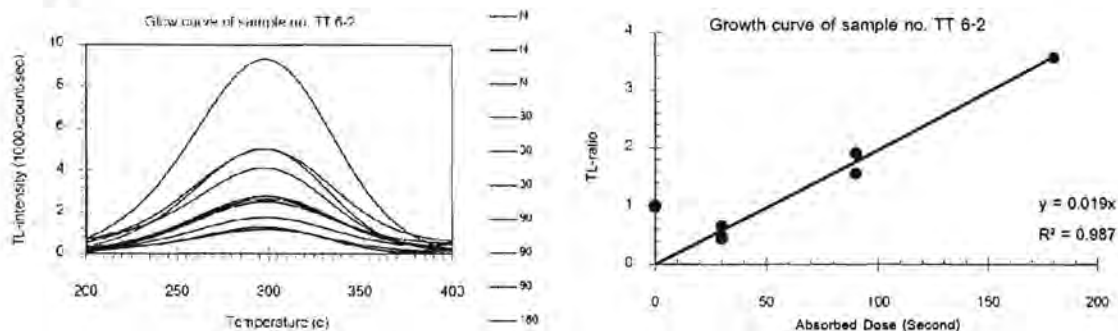 Glow curve of sample no. TT 6-2
10
8
6
4
2
0
TL-intensity (1000xcount/sec)
200 250 300 350 400
Temperature (c)
N
N
N
30
30
30
90
90
90
180
Growth curve of sample no. TT 6-2
4
3
2
1
0
TL-ratio
y = 0.019x
R² = 0.987
0 50 100 150 200
Absorbed Dose (Second)